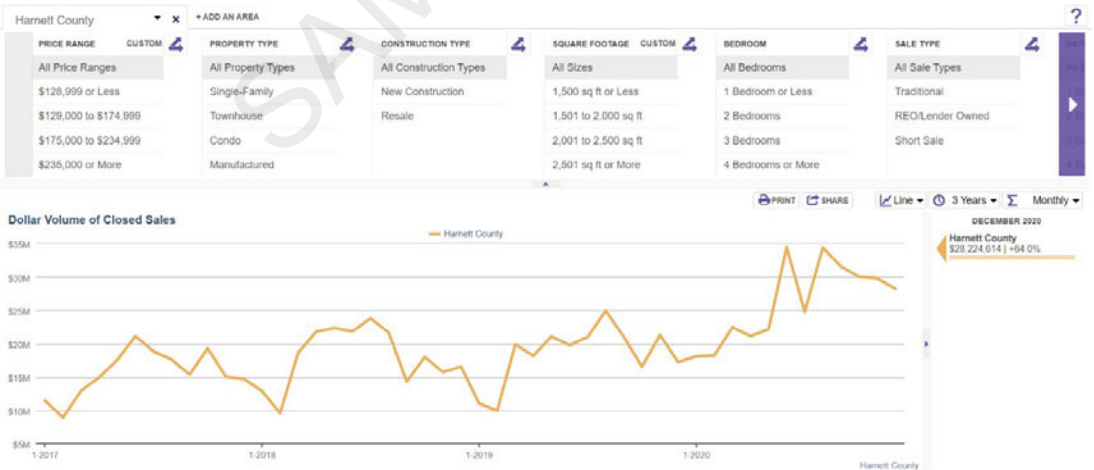 Harnett County
+ ADD AN AREA
?
PRICE RANGE CUSTOM
All Price Ranges
$128,999 or Less
$129,000 to $174,999
$175,000 to $234,999
$235,000 or More
PROPERTY TYPE
All Property Types
Single-Family
Townhouse
Condo
Manufactured
CONSTRUCTION TYPE
All Construction Types
New Construction
Resale
SQUARE FOOTAGE CUSTOM
All Sizes
1,500 sq ft or Less
1,501 to 2,000 sq ft
2,001 to 2,500 sq ft
2,501 sq ft or More
BEDROOM
All Bedrooms
1 Bedroom or Less
2 Bedrooms
3 Bedrooms
4 Bedrooms or More
SALE TYPE
All Sale Types
Traditional
REO/Lender Owned
Short Sale
PRINT
SHARE
Line
3 Years
Monthly
Dollar Volume of Closed Sales
Harnett County
DECEMBER 2020
Harnett County
$28,224,614 | +64.0%
$35M
$30M
$25M
$20M
$15M
$10M
$5M
1-2017
1-2018
1-2019
1-2020
Harnett County